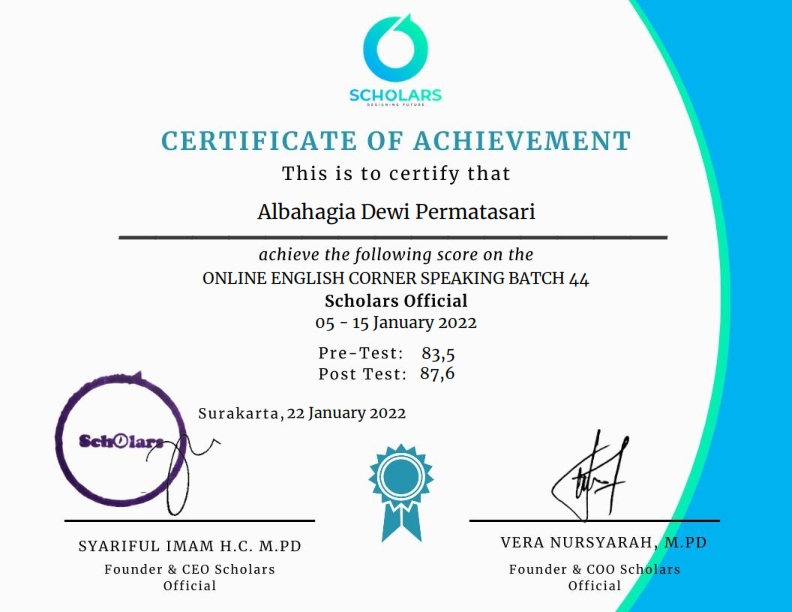 SCHOLARS
DESIGNING FUTURE
CERTIFICATE OF ACHIEVEMENT
This is to certify that
Albahagia Dewi Permatasari
achieve the following score on the
ONLINE ENGLISH CORNER SPEAKING BATCH 44
Scholars Official
05 - 15 January 2022
Pre-Test: 83,5
Post Test: 87,6
Surakarta, 22 January 2022
Scholars
SYARIFUL IMAM H.C. M.PD
Founder & CEO Scholars
Official
VERA NURSYARAH, M.PD
Founder & COO Scholars
Official